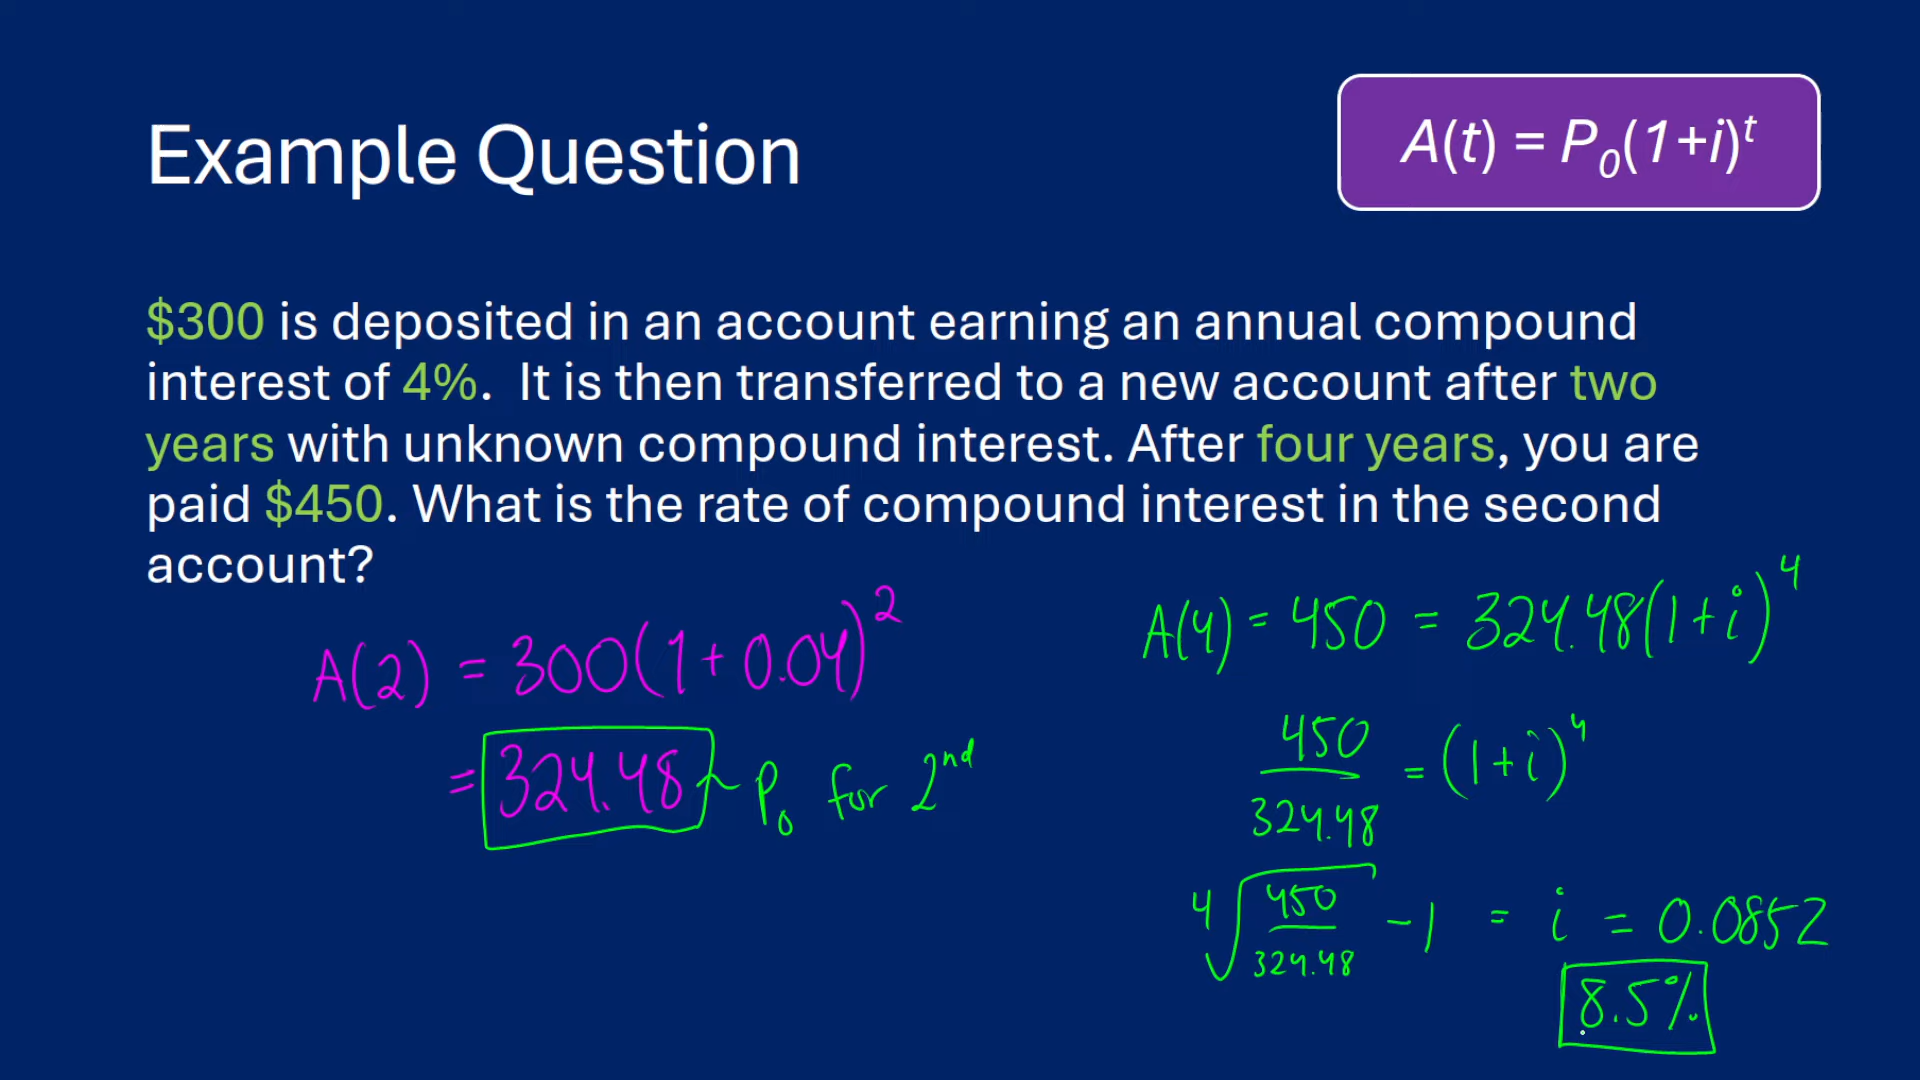 Example Question
A(t) = P₀(1+i)ᵗ
$300 is deposited in an account earning an annual compound
interest of 4%. It is then transferred to a new account after two
years with unknown compound interest. After four years, you are
paid $450. What is the rate of compound interest in the second
account?
A(2) = 300(1+0.04)²
= 324.48 ~ P₀ for 2ⁿᵈ
A(4) = 450 = 324.48(1+i)⁴
450/324.48 = (1+i)⁴
⁴√(450/324.48) - 1 = i = 0.0852
8.5%